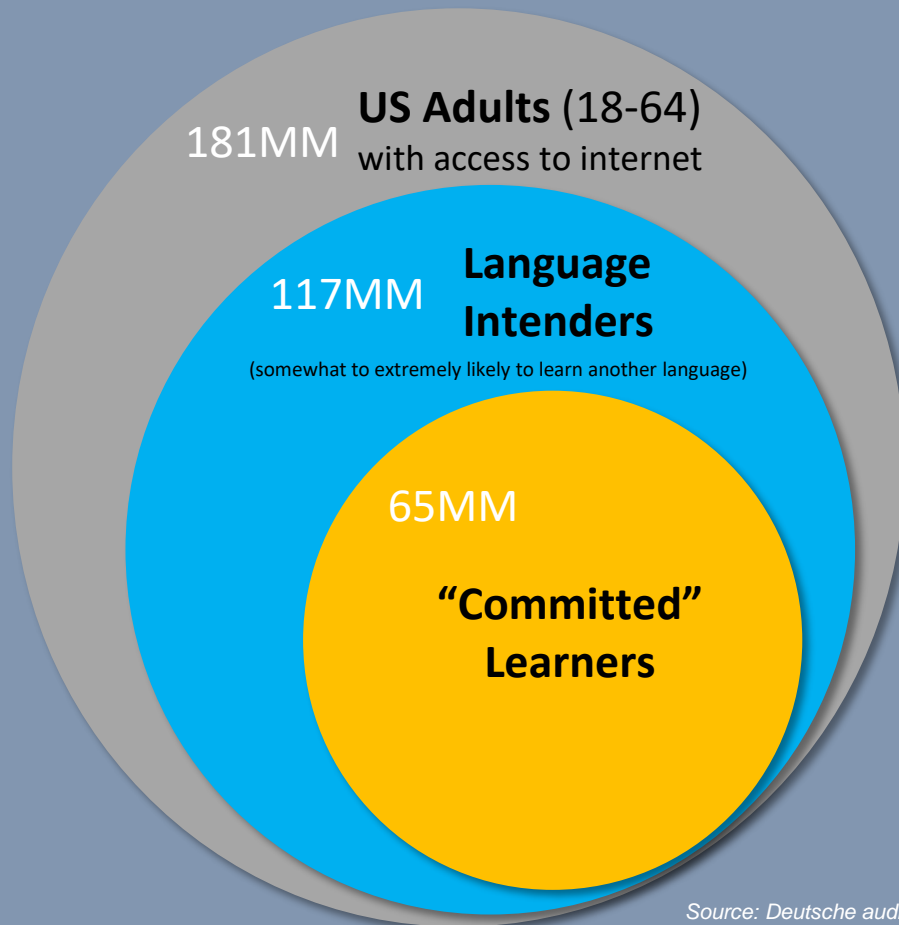 US Adults (18-64)
181MM
with access to internet
Language
117MM
Intenders
(somewhat to extremely likely to learn another language)
65MM
“Committed”
Learners
Source: Deutsche